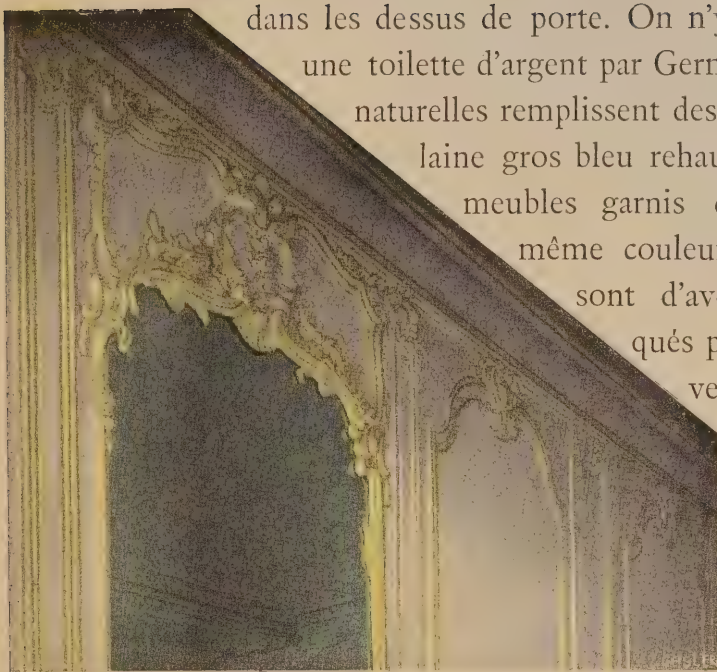 dans les dessus de porte. On n'y
une toilette d'argent par Germ
naturelles remplissent des
laine gros bleu rehau
meubles garnis
même couleu
sont d'av
qués p
ve